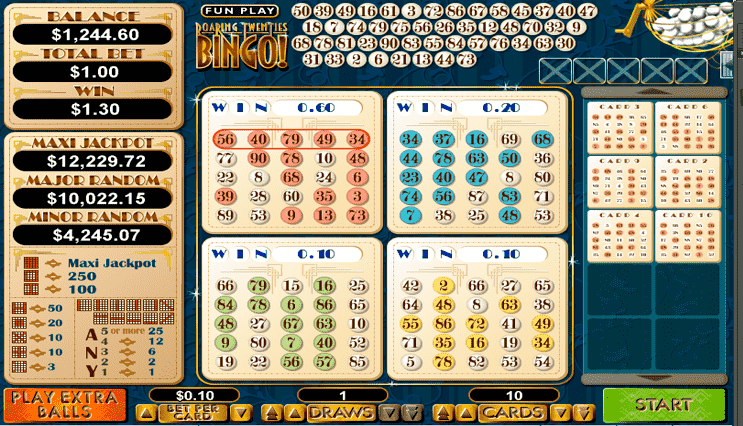 BALANCE
$1,244.60
TOTAL BET
$1.00
WIN
$1.30
MAXI JACKPOT
$12,229.72
MAJOR RANDOM
$10,022.15
MINOR RANDOM
$4,245.07
Maxi Jackpot
250
100
50
20
10
10
3
ANY
5 or more 25
4 12
3 6
2 2
1 1
PLAY EXTRA
BALLS
FUN PLAY
ROARING TWENTIES
BINGO!
50 39 49 16 61 3 72 86 67 58 45 37 40 47
18 7 74 79 75 56 26 35 12 48 70 32 9
68 78 81 23 90 83 55 84 57 76 34 63 30
31 33 2 6 21 13 44 73
WIN 0.60
56 40 79 49 34
77 90 78 10 48
22 8 68 24 6
39 28 60 35 3
89 53 9 13 73
WIN 0.20
34 37 16 69 68
44 78 63 50 36
23 40 47 8 80
74 56 87 83 71
7 38 25 48 53
WIN 0.10
66 79 15 16 25
84 78 6 86 65
48 27 67 63 10
9 80 7 40 52
19 22 56 57 85
WIN 0.10
42 2 66 27 65
64 48 8 63 38
55 86 72 41 49
71 35 16 19 34
5 78 82 53 54
CARD 3
CARD 6
CARD 9
CARD 2
CARD 4
CARD 10
$0.10
BET PER
CARD
1
DRAWS
10
CARDS
START